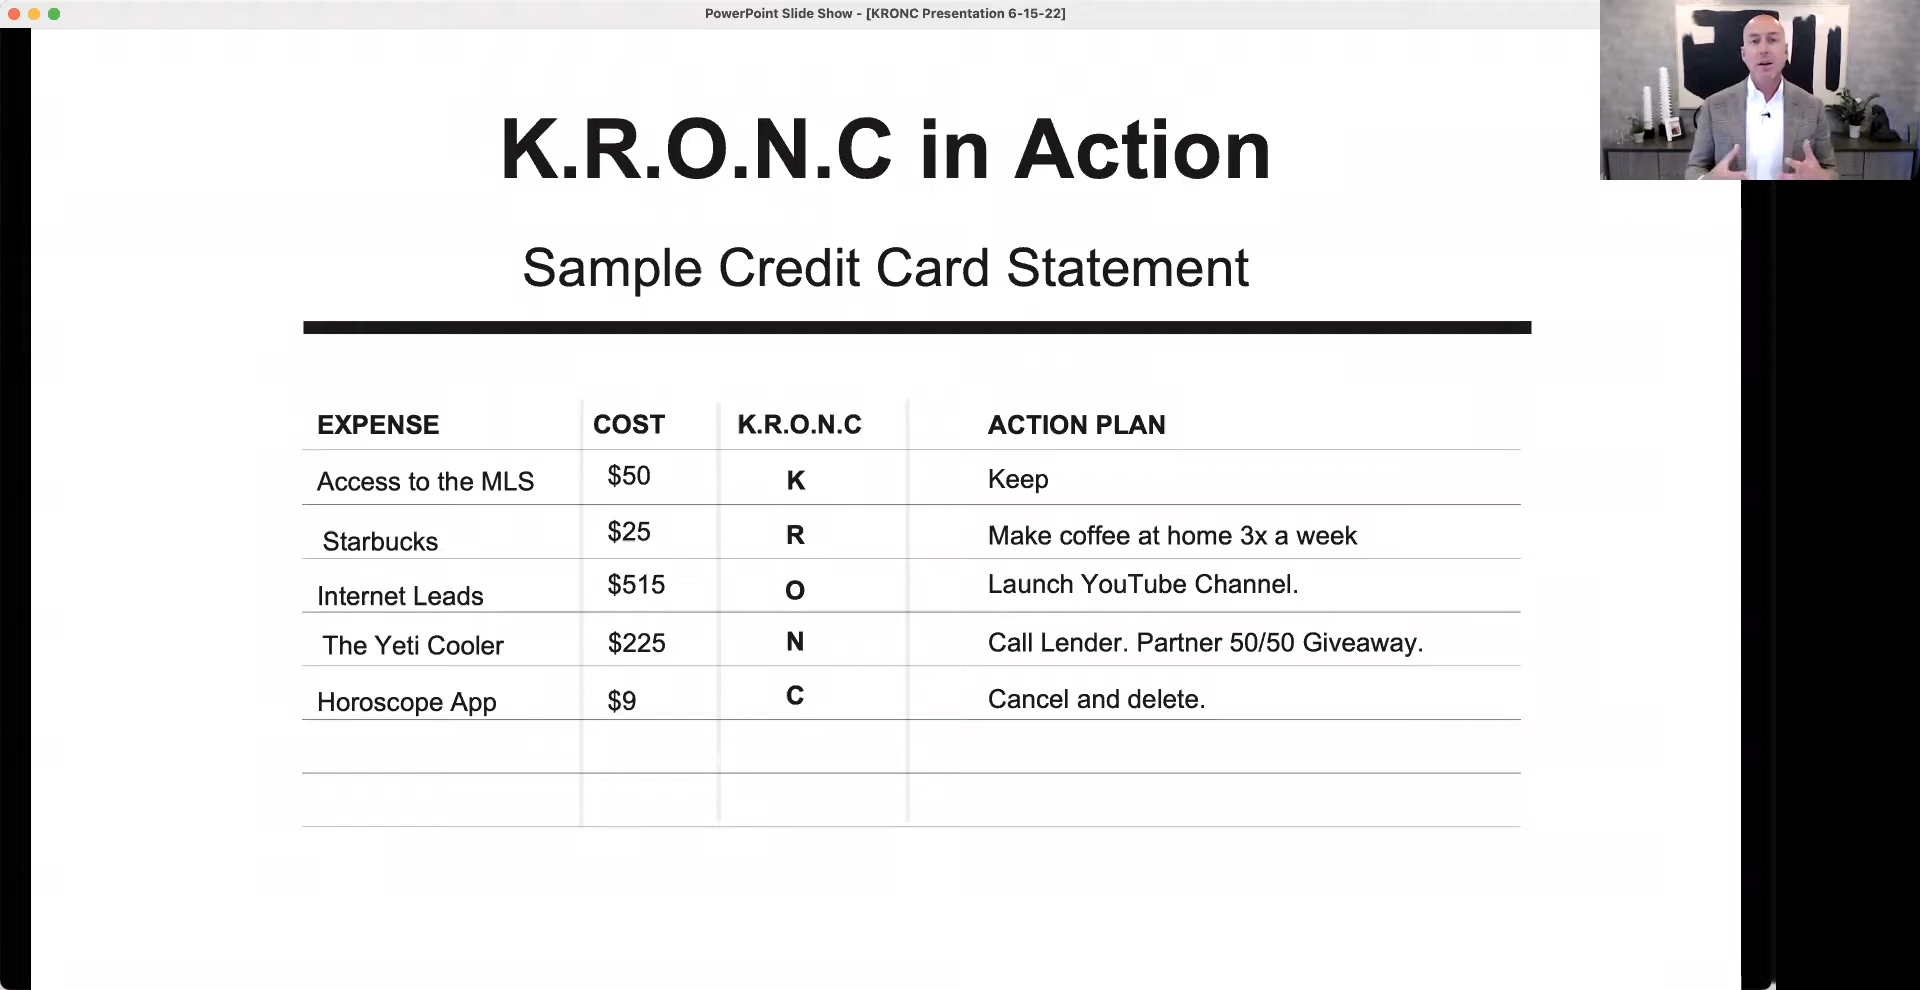 PowerPoint Slide Show - [KRONC Presentation 6-15-22]
K.R.O.N.C in Action
Sample Credit Card Statement
EXPENSE COST K.R.O.N.C ACTION PLAN
Access to the MLS $50 K Keep
Starbucks $25 R Make coffee at home 3x a week
Internet Leads $515 O Launch YouTube Channel.
The Yeti Cooler $225 N Call Lender. Partner 50/50 Giveaway.
Horoscope App $9 C Cancel and delete.